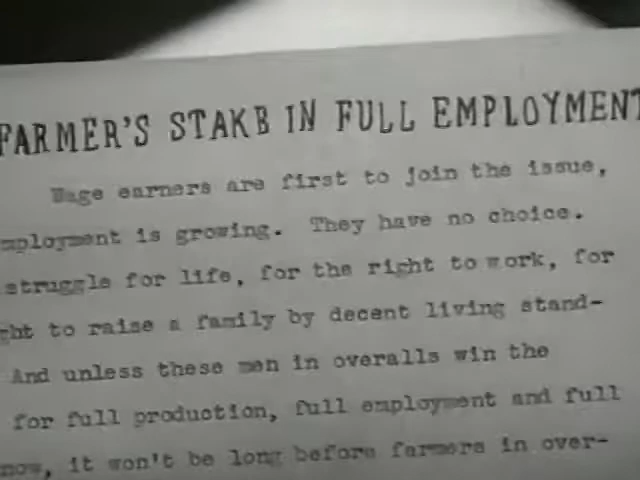 FARMER'S STAKE IN FULL EMPLOYMENT
Wage earners are first to join the issue,
mployment is growing. They have no choice.
struggle for life, for the right to work, for
ght to raise a family by decent living stand-
And unless these men in overalls win the
for full production, full employment and full
now, it won't be long before farmers in over-